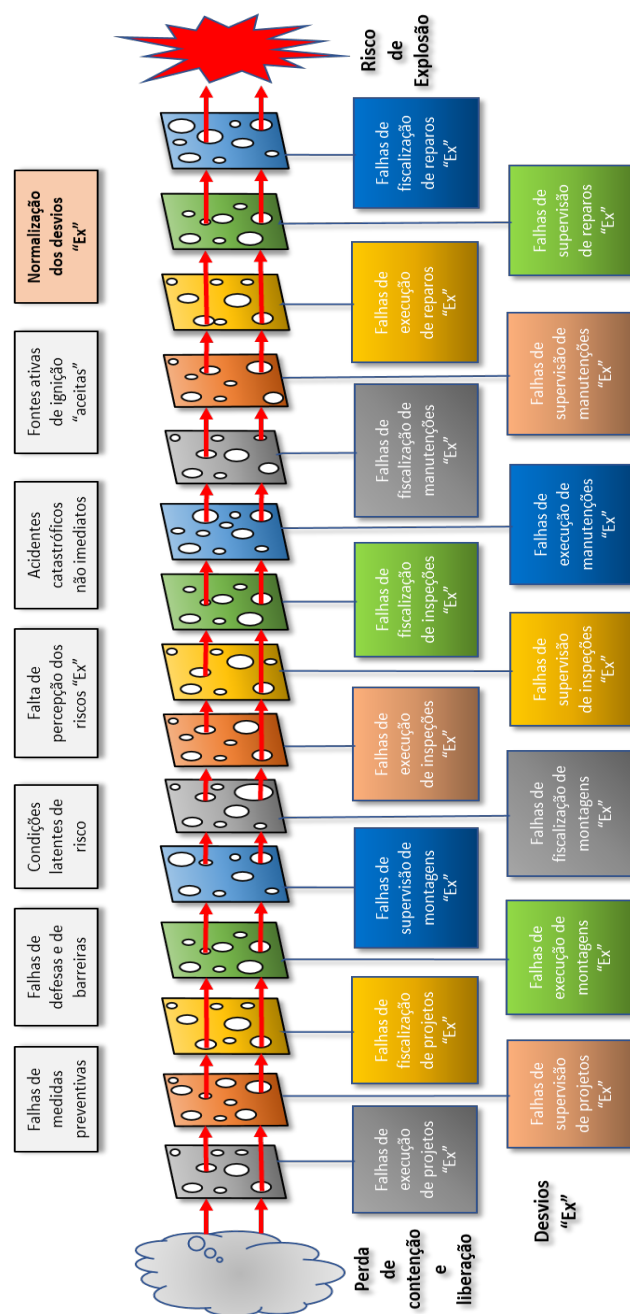 Falhas de
medidas
preventivas
Falhas de
defesas e de
barreiras
Condições
latentes de
risco
Falta de
percepção dos
riscos “Ex”
Acidentes
catastróficos
não imediatos
Fontes ativas
de ignição
“aceitas”
Normalização
dos desvios
“Ex”
Perda
de
contenção
e
liberação
Falhas de
execução
de projetos
“Ex”
Falhas de
fiscalização
de projetos
“Ex”
Falhas de
supervisão de
montagens
“Ex”
Falhas de
execução
de inspeções
“Ex”
Falhas de
fiscalização
de inspeções
“Ex”
Falhas de
fiscalização de
manutenções
“Ex”
Falhas de
execução
de reparos
“Ex”
Falhas de
fiscalização
de reparos
“Ex”
Risco
de
Explosão
Desvios
“Ex”
Falhas de
supervisão
de projetos
“Ex”
Falhas de
execução de
montagens
“Ex”
Falhas de
fiscalização de
montagens
“Ex”
Falhas de
supervisão
de inspeções
“Ex”
Falhas de
execução de
manutenções
“Ex”
Falhas de
supervisão de
manutenções
“Ex”
Falhas de
supervisão
de reparos
“Ex”